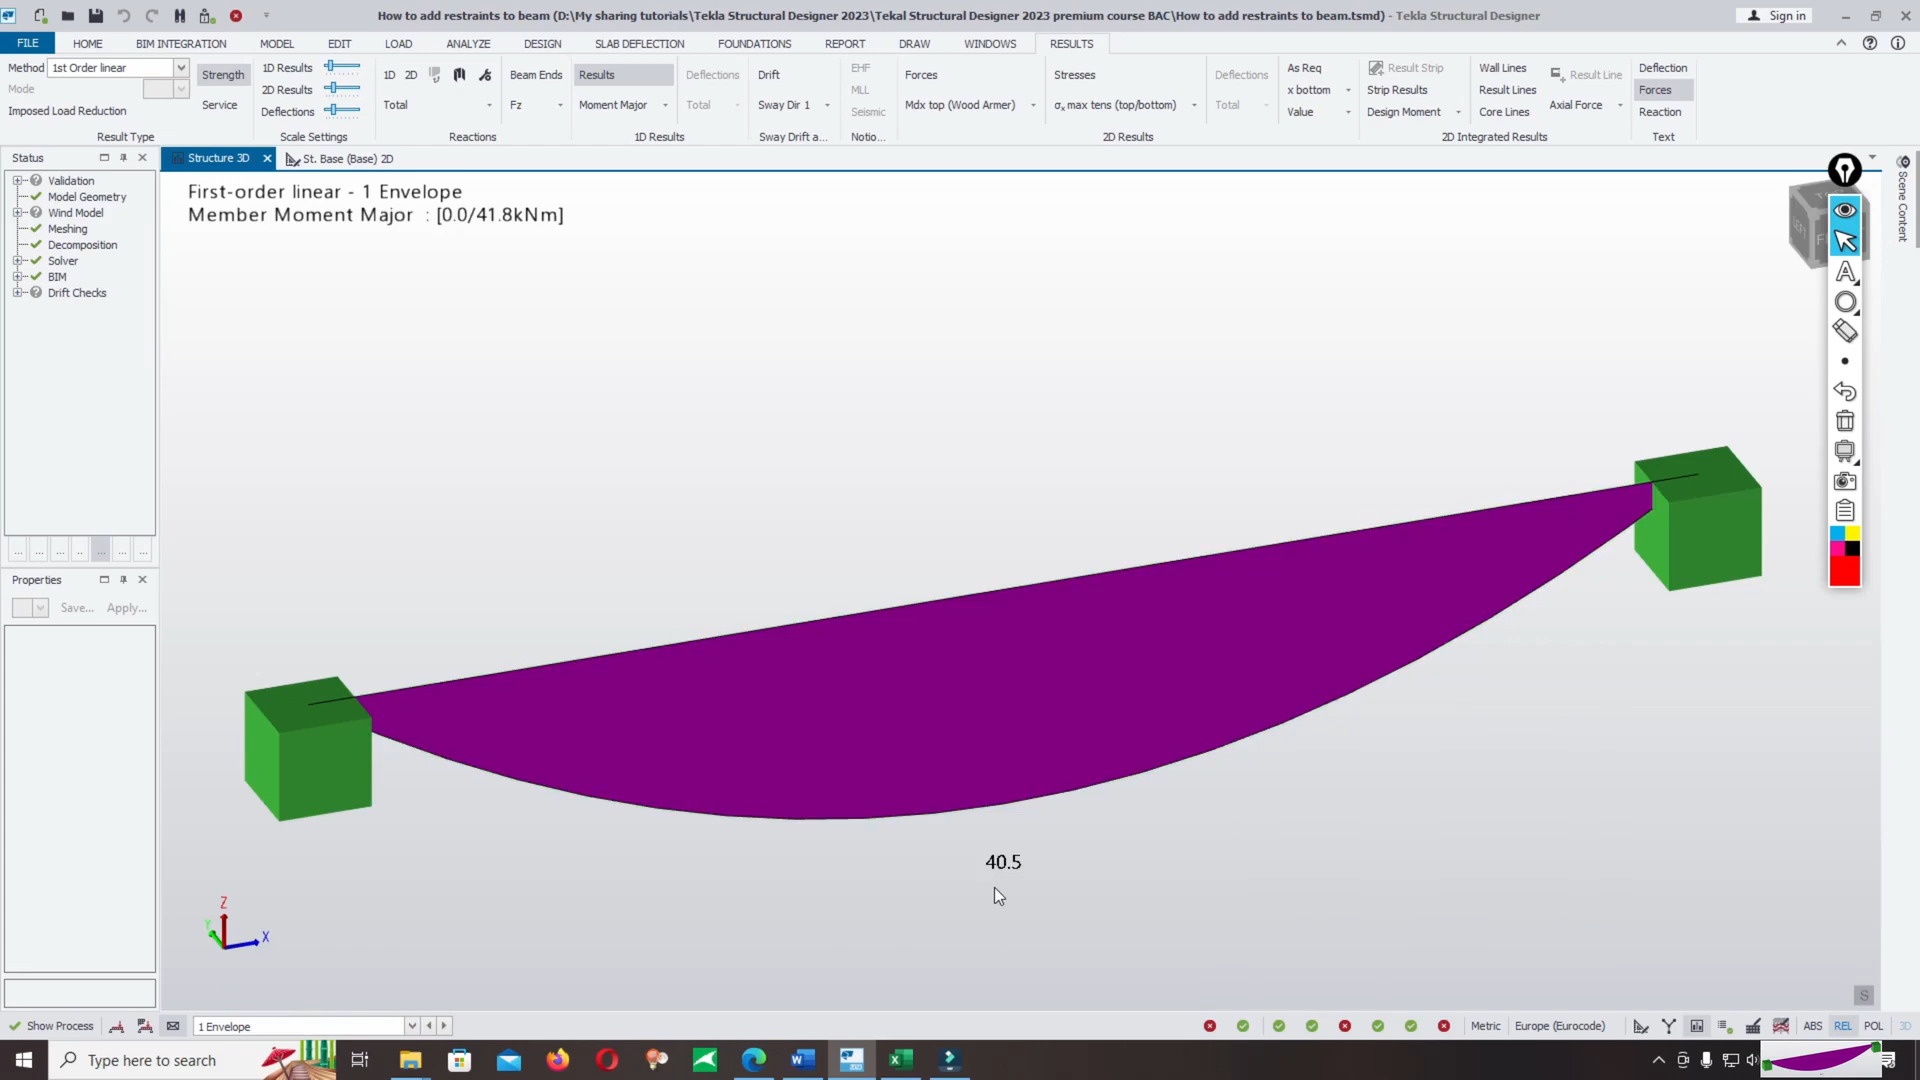 How to add restraints to beam (D:\My sharing tutorials\Tekla Structural Designer 2023\Tekal Structural Designer 2023 premium course BAC\How to add restraints to beam.tsmd) - Tekla Structural Designer
Sign in
FILE HOME BIM INTEGRATION MODEL EDIT LOAD ANALYZE DESIGN SLAB DEFLECTION FOUNDATIONS REPORT DRAW WINDOWS RESULTS
Method 1st Order linear Strength 1D Results 1D 2D Beam Ends Results Deflections Drift EHF Forces Stresses Deflections As Req Result Strip Wall Lines Result Line Deflection
Mode 2D Results MLL x bottom Strip Results Result Lines Forces
Imposed Load Reduction Service Deflections Total Fz Moment Major Total Sway Dir 1 Seismic Mdx top (Wood Armer) σx max tens (top/bottom) Total Value Design Moment Core Lines Axial Force Reaction
Result Type Scale Settings Reactions 1D Results Sway Drift a... Notio... 2D Results 2D Integrated Results Text
Status
Structure 3D St. Base (Base) 2D
Validation
Model Geometry
Wind Model
Meshing
Decomposition
Solver
BIM
Drift Checks
First-order linear - 1 Envelope
Member Moment Major : [0.0/41.8kNm]
Scene Content
LEFT
A
Properties
Save... Apply...
40.5
Z
Y
X
S
Show Process 1 Envelope Metric Europe (Eurocode) ABS REL POL 3D
Type here to search